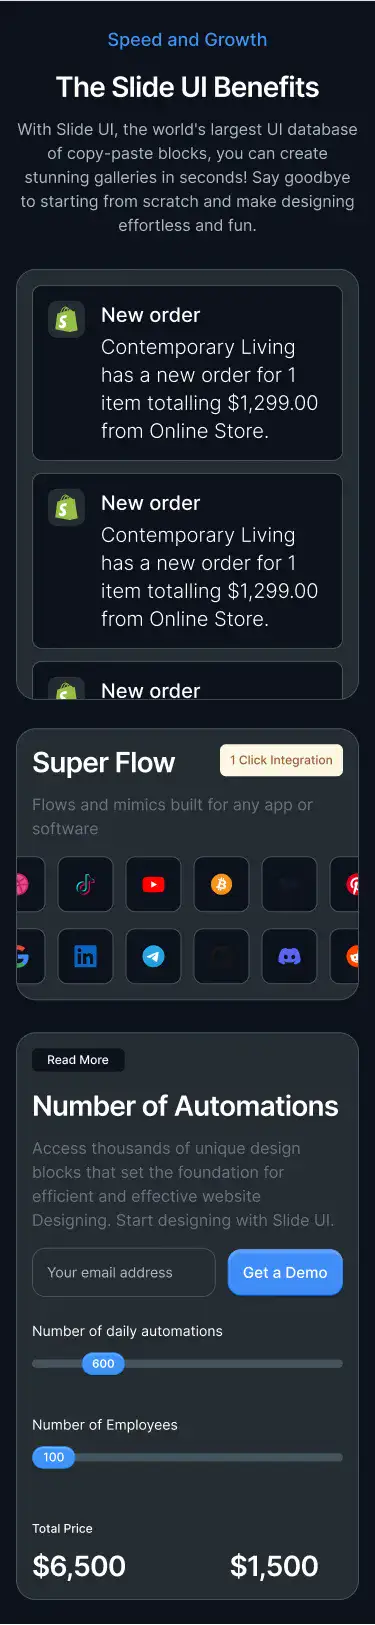 Speed and Growth
The Slide UI Benefits
With Slide UI, the world's largest UI database
of copy-paste blocks, you can create
stunning galleries in seconds! Say goodbye
to starting from scratch and make designing
effortless and fun.
New order
Contemporary Living
has a new order for 1
item totalling $1,299.00
from Online Store.
New order
Contemporary Living
has a new order for 1
item totalling $1,299.00
from Online Store.
New order
Super Flow
1 Click Integration
Flows and mimics built for any app or
software
Read More
Number of Automations
Access thousands of unique design
blocks that set the foundation for
efficient and effective website
Designing. Start designing with Slide UI.
Your email address
Get a Demo
Number of daily automations
600
Number of Employees
100
Total Price
$6,500
$1,500